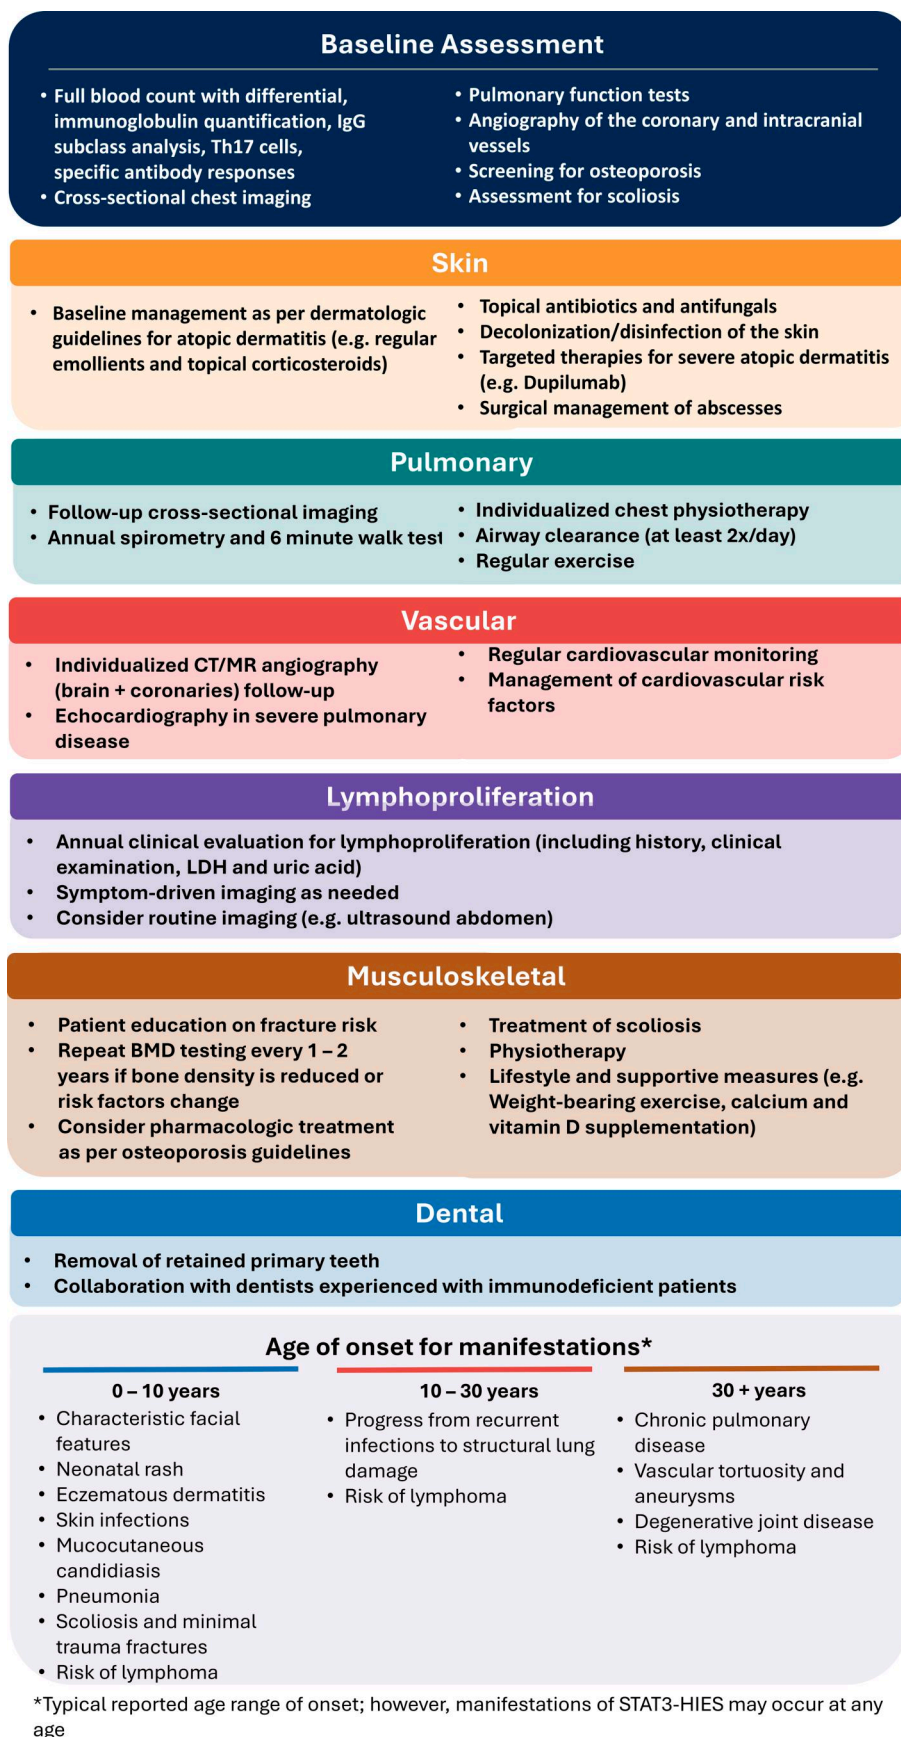 Baseline Assessment
• Full blood count with differential,
immunoglobulin quantification, IgG
subclass analysis, Th17 cells,
specific antibody responses
• Cross-sectional chest imaging
• Pulmonary function tests
• Angiography of the coronary and intracranial
vessels
• Screening for osteoporosis
• Assessment for scoliosis
Skin
• Baseline management as per dermatologic
guidelines for atopic dermatitis (e.g. regular
emollients and topical corticosteroids)
• Topical antibiotics and antifungals
• Decolonization/disinfection of the skin
• Targeted therapies for severe atopic dermatitis
(e.g. Dupilumab)
• Surgical management of abscesses
Pulmonary
• Follow-up cross-sectional imaging
• Annual spirometry and 6 minute walk test
• Individualized chest physiotherapy
• Airway clearance (at least 2x/day)
• Regular exercise
Vascular
• Individualized CT/MR angiography
(brain + coronaries) follow-up
• Echocardiography in severe pulmonary
disease
• Regular cardiovascular monitoring
• Management of cardiovascular risk
factors
Lymphoproliferation
• Annual clinical evaluation for lymphoproliferation (including history, clinical
examination, LDH and uric acid)
• Symptom-driven imaging as needed
• Consider routine imaging (e.g. ultrasound abdomen)
Musculoskeletal
• Patient education on fracture risk
• Repeat BMD testing every 1 – 2
years if bone density is reduced or
risk factors change
• Consider pharmacologic treatment
as per osteoporosis guidelines
• Treatment of scoliosis
• Physiotherapy
• Lifestyle and supportive measures (e.g.
Weight-bearing exercise, calcium and
vitamin D supplementation)
Dental
• Removal of retained primary teeth
• Collaboration with dentists experienced with immunodeficient patients
Age of onset for manifestations*
0 – 10 years
• Characteristic facial
features
• Neonatal rash
• Eczematous dermatitis
• Skin infections
• Mucocutaneous
candidiasis
• Pneumonia
• Scoliosis and minimal
trauma fractures
• Risk of lymphoma
10 – 30 years
• Progress from recurrent
infections to structural lung
damage
• Risk of lymphoma
30 + years
• Chronic pulmonary
disease
• Vascular tortuosity and
aneurysms
• Degenerative joint disease
• Risk of lymphoma
*Typical reported age range of onset; however, manifestations of STAT3-HIES may occur at any
age